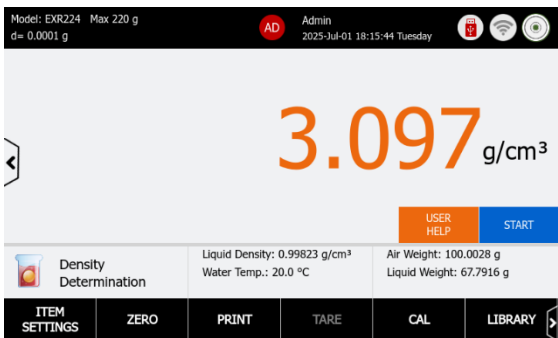 Model: EXR224 Max 220 g
d= 0.0001 g
AD
Admin
2025-Jul-01 18:15:44 Tuesday
3.097 g/cm³
USER
HELP
START
Density
Determination
Liquid Density: 0.99823 g/cm³
Water Temp.: 20.0 °C
Air Weight: 100.0028 g
Liquid Weight: 67.7916 g
ITEM
SETTINGS
ZERO
PRINT
TARE
CAL
LIBRARY